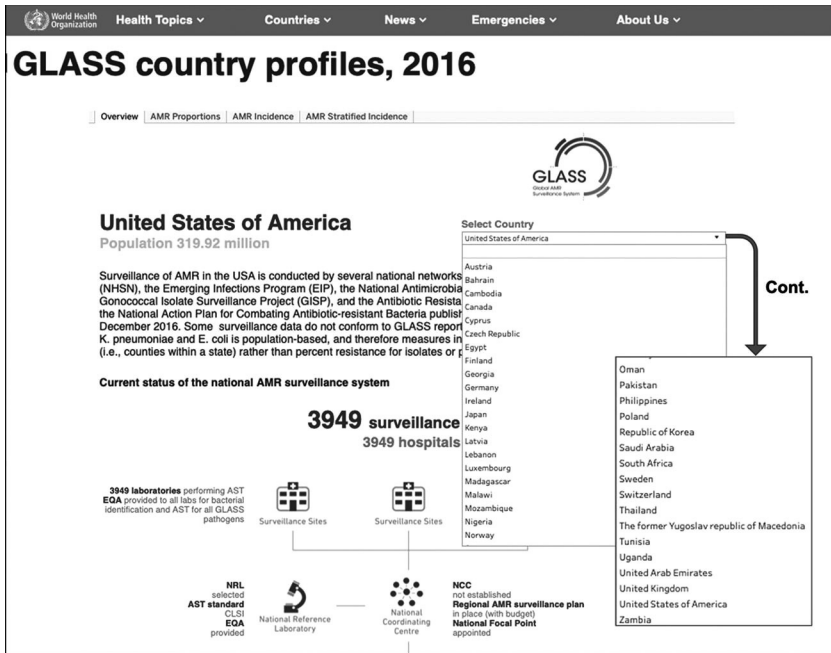 World Health
Organization
Health Topics
Countries
News
Emergencies
About Us
GLASS country profiles, 2016
Overview
AMR Proportions
AMR Incidence
AMR Stratified Incidence
GLASS
Global AMR
Surveillance System
United States of America
Population 319.92 million
Surveillance of AMR in the USA is conducted by several national networks
(NHSN), the Emerging Infections Program (EIP), the National Antimicrobia
Gonococcal Isolate Surveillance Project (GISP), and the Antibiotic Resista
the National Action Plan for Combating Antibiotic-resistant Bacteria publish
December 2016. Some surveillance data do not conform to GLASS report
K. pneumoniae and E. coli is population-based, and therefore measures in
(i.e., counties within a state) rather than percent resistance for isolates or
Current status of the national AMR surveillance system
3949 surveillance
3949 hospitals
3949 laboratories performing AST
EQA provided to all labs for bacterial
identification and AST for all GLASS
pathogens
Surveillance Sites
Surveillance Sites
NRL
selected
AST standard
CLSI
EQA
provided
National Reference
Laboratory
National
Coordinating
Centre
NCC
not established
Regional AMR surveillance plan
in place (with budget)
National Focal Point
appointed
Select Country
United States of America
Austria
Bahrain
Cambodia
Canada
Cyprus
Czech Republic
Egypt
Finland
Georgia
Germany
Ireland
Japan
Kenya
Latvia
Lebanon
Luxembourg
Madagascar
Malawi
Mozambique
Nigeria
Norway
Cont.
Oman
Pakistan
Philippines
Poland
Republic of Korea
Saudi Arabia
South Africa
Sweden
Switzerland
Thailand
The former Yugoslav republic of Macedonia
Tunisia
Uganda
United Arab Emirates
United Kingdom
United States of America
Zambia